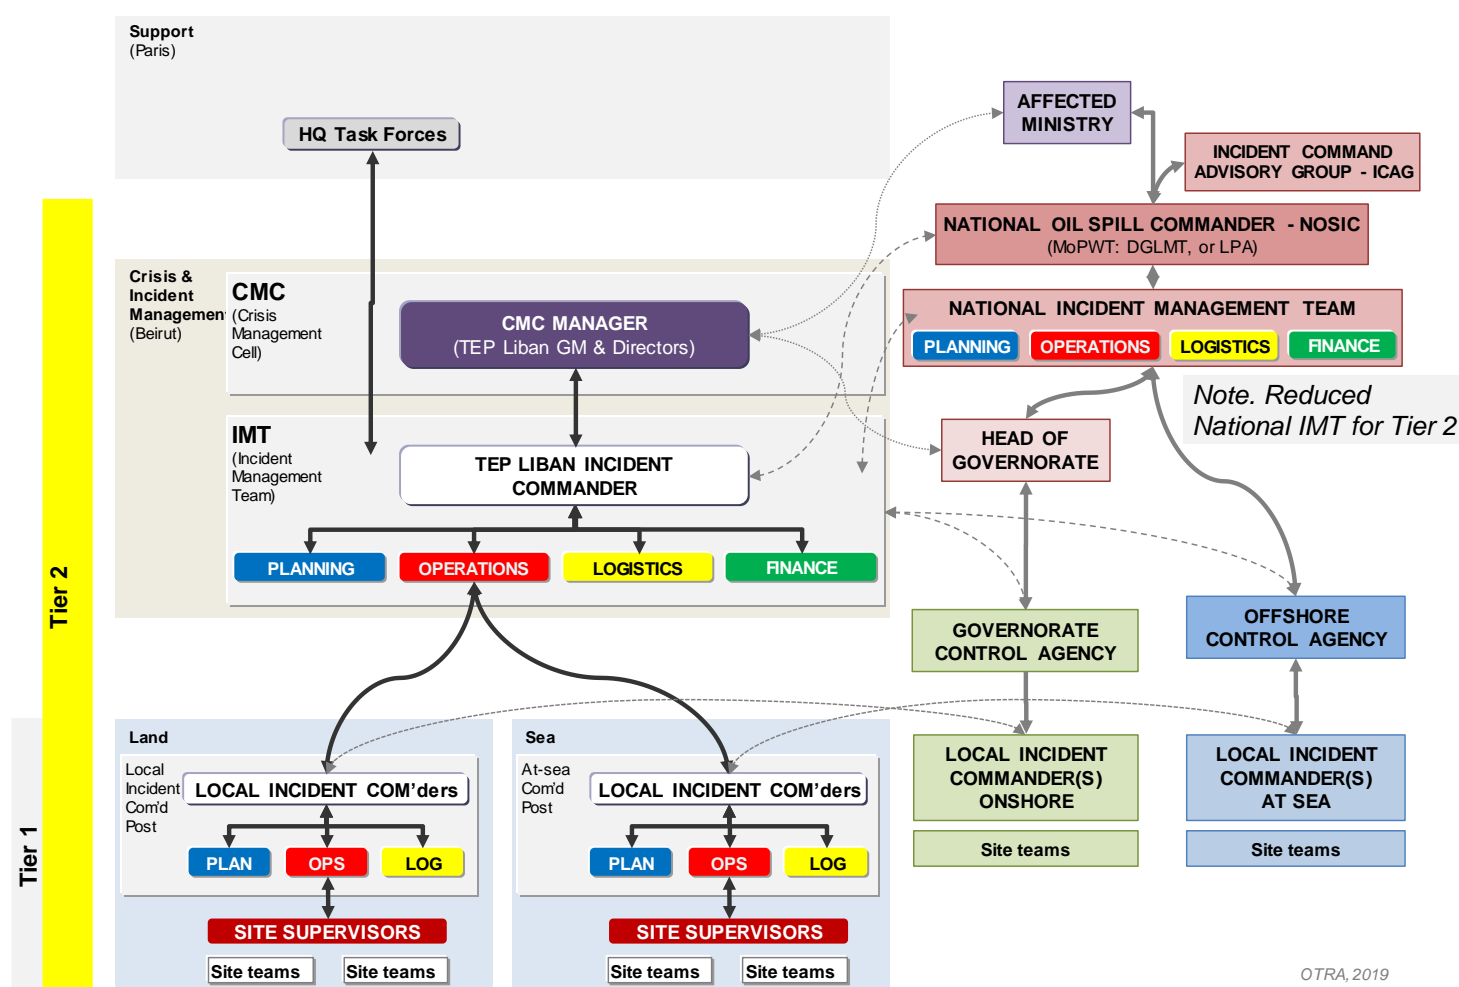 Support
(Paris)
HQ Task Forces
AFFECTED
MINISTRY
INCIDENT COMMAND
ADVISORY GROUP - ICAG
NATIONAL OIL SPILL COMMANDER - NOSIC
(MoPWT: DGLMT, or LPA)
NATIONAL INCIDENT MANAGEMENT TEAM
PLANNING
OPERATIONS
LOGISTICS
FINANCE
Note. Reduced
National IMT for Tier 2
Crisis &
Incident
Managemen
(Beirut)
CMC
(Crisis
Management
Cell)
CMC MANAGER
(TEP Liban GM & Directors)
IMT
(Incident
Management
Team)
TEP LIBAN INCIDENT
COMMANDER
PLANNING
OPERATIONS
LOGISTICS
FINANCE
HEAD OF
GOVERNORATE
GOVERNORATE
CONTROL AGENCY
OFFSHORE
CONTROL AGENCY
Tier 2
Tier 1
Land
Local
Incident
Com'd
Post
LOCAL INCIDENT COM'ders
PLAN
OPS
LOG
SITE SUPERVISORS
Site teams
Site teams
Sea
At-sea
Com'd
Post
LOCAL INCIDENT COM'ders
PLAN
OPS
LOG
SITE SUPERVISORS
Site teams
Site teams
LOCAL INCIDENT
COMMANDER(S)
ONSHORE
Site teams
LOCAL INCIDENT
COMMANDER(S)
AT SEA
Site teams
OTRA, 2019